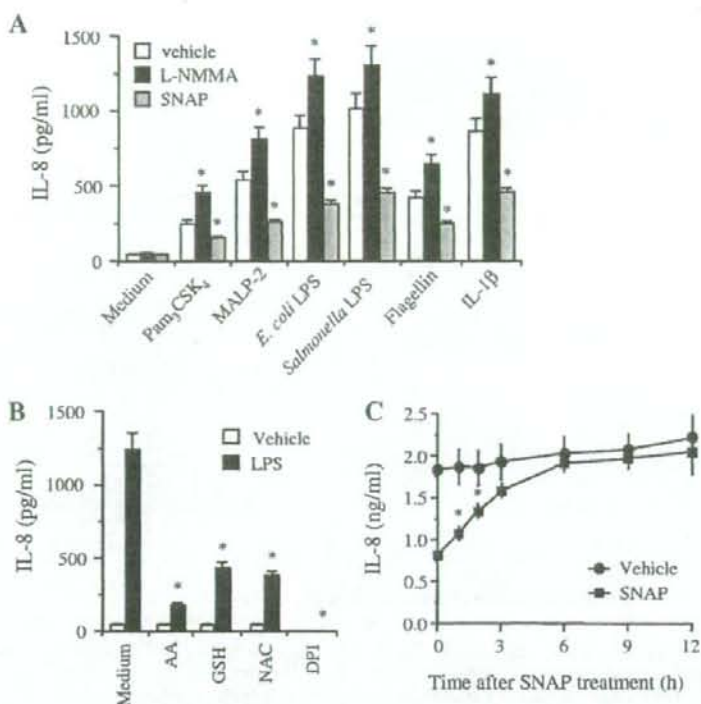 A
1500
1000
500
0
IL-8 (pg/ml)
vehicle
L-NMMA
SNAP
* * * * * * * * * * * *
Medium
Pam₃CSK₄
MALP-2
E. coli LPS
Salmonella LPS
Flagellin
IL-1β
B
1500
1000
500
0
IL-8 (pg/ml)
Vehicle
LPS
* * * *
Medium
AA
GSH
NAC
DPI
C
2.5
2.0
1.5
1.0
0.5
0.0
IL-8 (ng/ml)
* *
Vehicle
SNAP
0 3 6 9 12
Time after SNAP treatment (h)